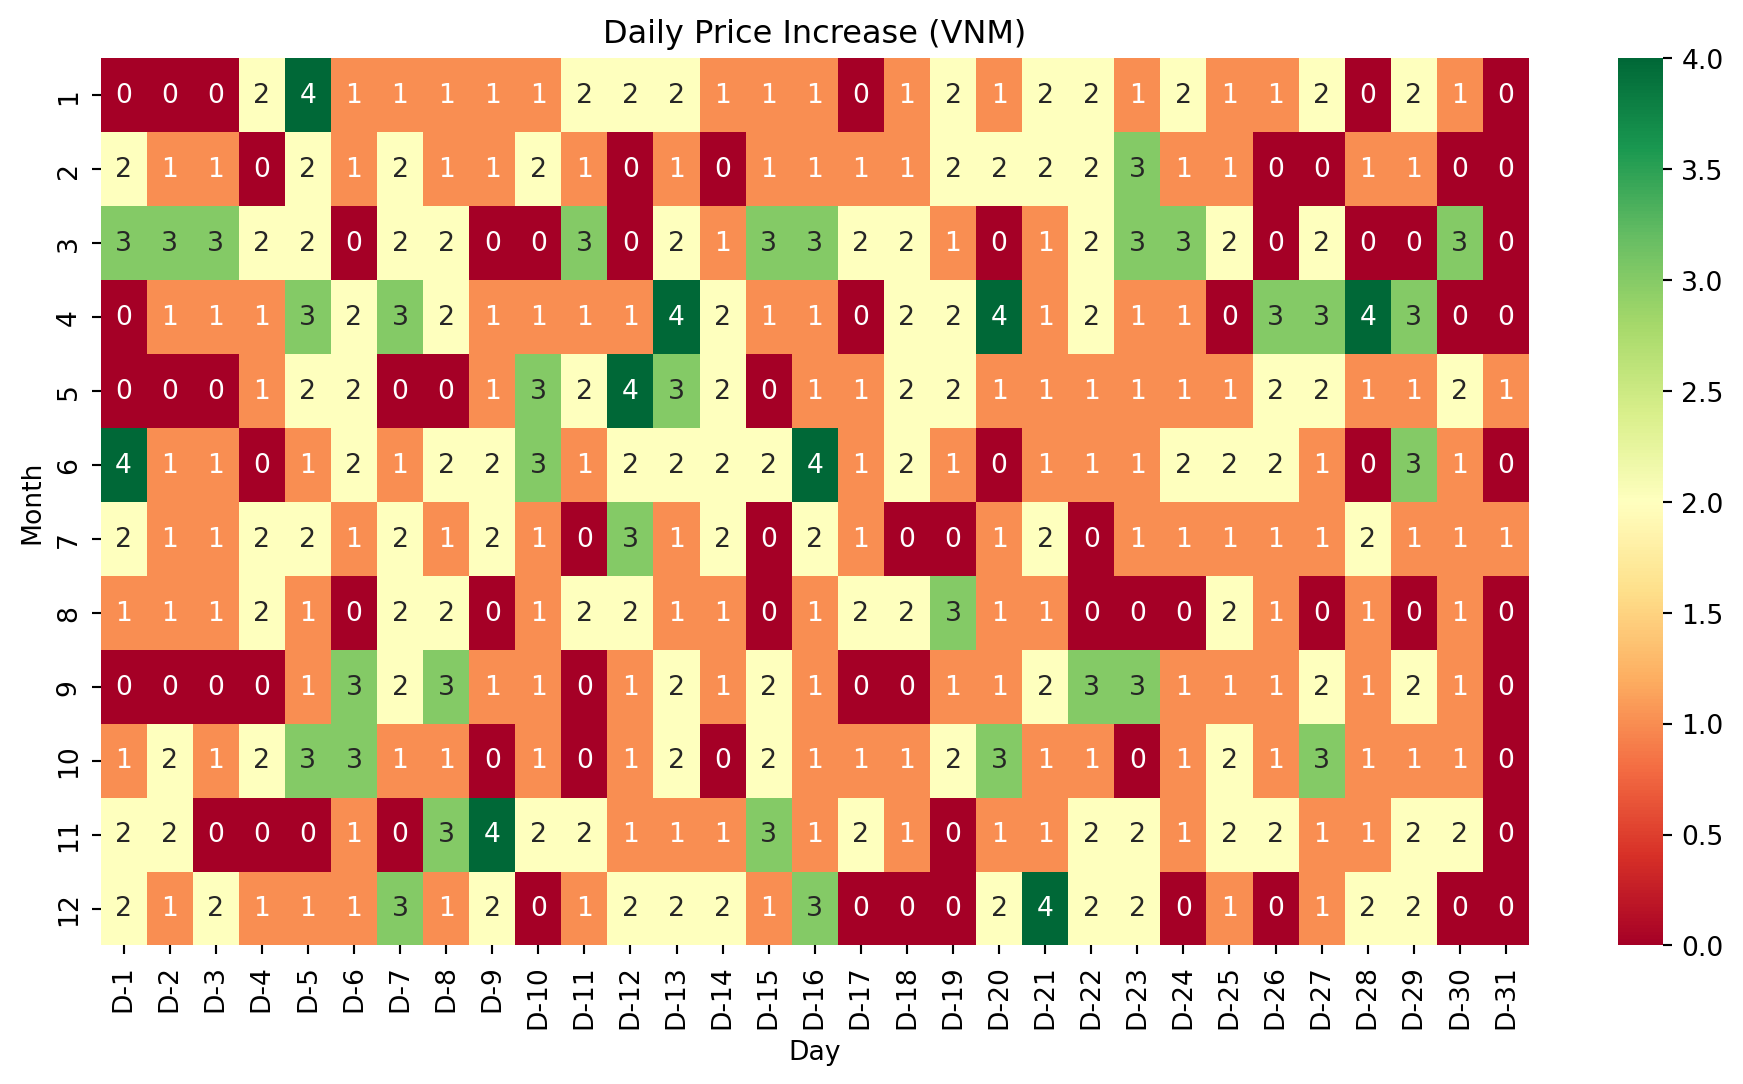 Daily Price Increase (VNM)
1 0 0 0 2 4 1 1 1 1 1 2 2 2 1 1 1 0 1 2 1 2 2 1 2 1 1 2 0 2 1 0
2 2 1 1 0 2 1 2 1 1 2 1 0 1 0 1 1 1 1 2 2 2 2 3 1 1 0 0 1 1 0 0
3 3 3 3 2 2 0 2 2 0 0 3 0 2 1 3 3 2 2 1 0 1 2 3 3 2 0 2 0 0 3 0
4 0 1 1 1 3 2 3 2 1 1 1 1 4 2 1 1 0 2 2 4 1 2 1 1 0 3 3 4 3 0 0
5 0 0 0 1 2 2 0 0 1 3 2 4 3 2 0 1 1 2 2 1 1 1 1 1 1 2 2 1 1 2 1
6 4 1 1 0 1 2 1 2 2 3 1 2 2 2 2 4 1 2 1 0 1 1 1 2 2 2 1 0 3 1 0
7 2 1 1 2 2 1 2 1 2 1 0 3 1 2 0 2 1 0 0 1 2 0 1 1 1 1 1 2 1 1 1
8 1 1 1 2 1 0 2 2 0 1 2 2 1 1 0 1 2 2 3 1 1 0 0 0 2 1 0 1 0 1 0
9 0 0 0 0 1 3 2 3 1 1 0 1 2 1 2 1 0 0 1 1 2 3 3 1 1 1 2 1 2 1 0
10 1 2 1 2 3 3 1 1 0 1 0 1 2 0 2 1 1 1 2 3 1 1 0 1 2 1 3 1 1 1 0
11 2 2 0 0 0 1 0 3 4 2 2 1 1 1 3 1 2 1 0 1 1 2 2 1 2 2 1 1 2 2 0
12 2 1 2 1 1 1 3 1 2 0 1 2 2 2 1 3 0 0 0 2 4 2 2 0 1 0 1 2 2 0 0
Month
D-1 D-2 D-3 D-4 D-5 D-6 D-7 D-8 D-9 D-10 D-11 D-12 D-13 D-14 D-15 D-16 D-17 D-18 D-19 D-20 D-21 D-22 D-23 D-24 D-25 D-26 D-27 D-28 D-29 D-30 D-31
Day
4.0
3.5
3.0
2.5
2.0
1.5
1.0
0.5
0.0